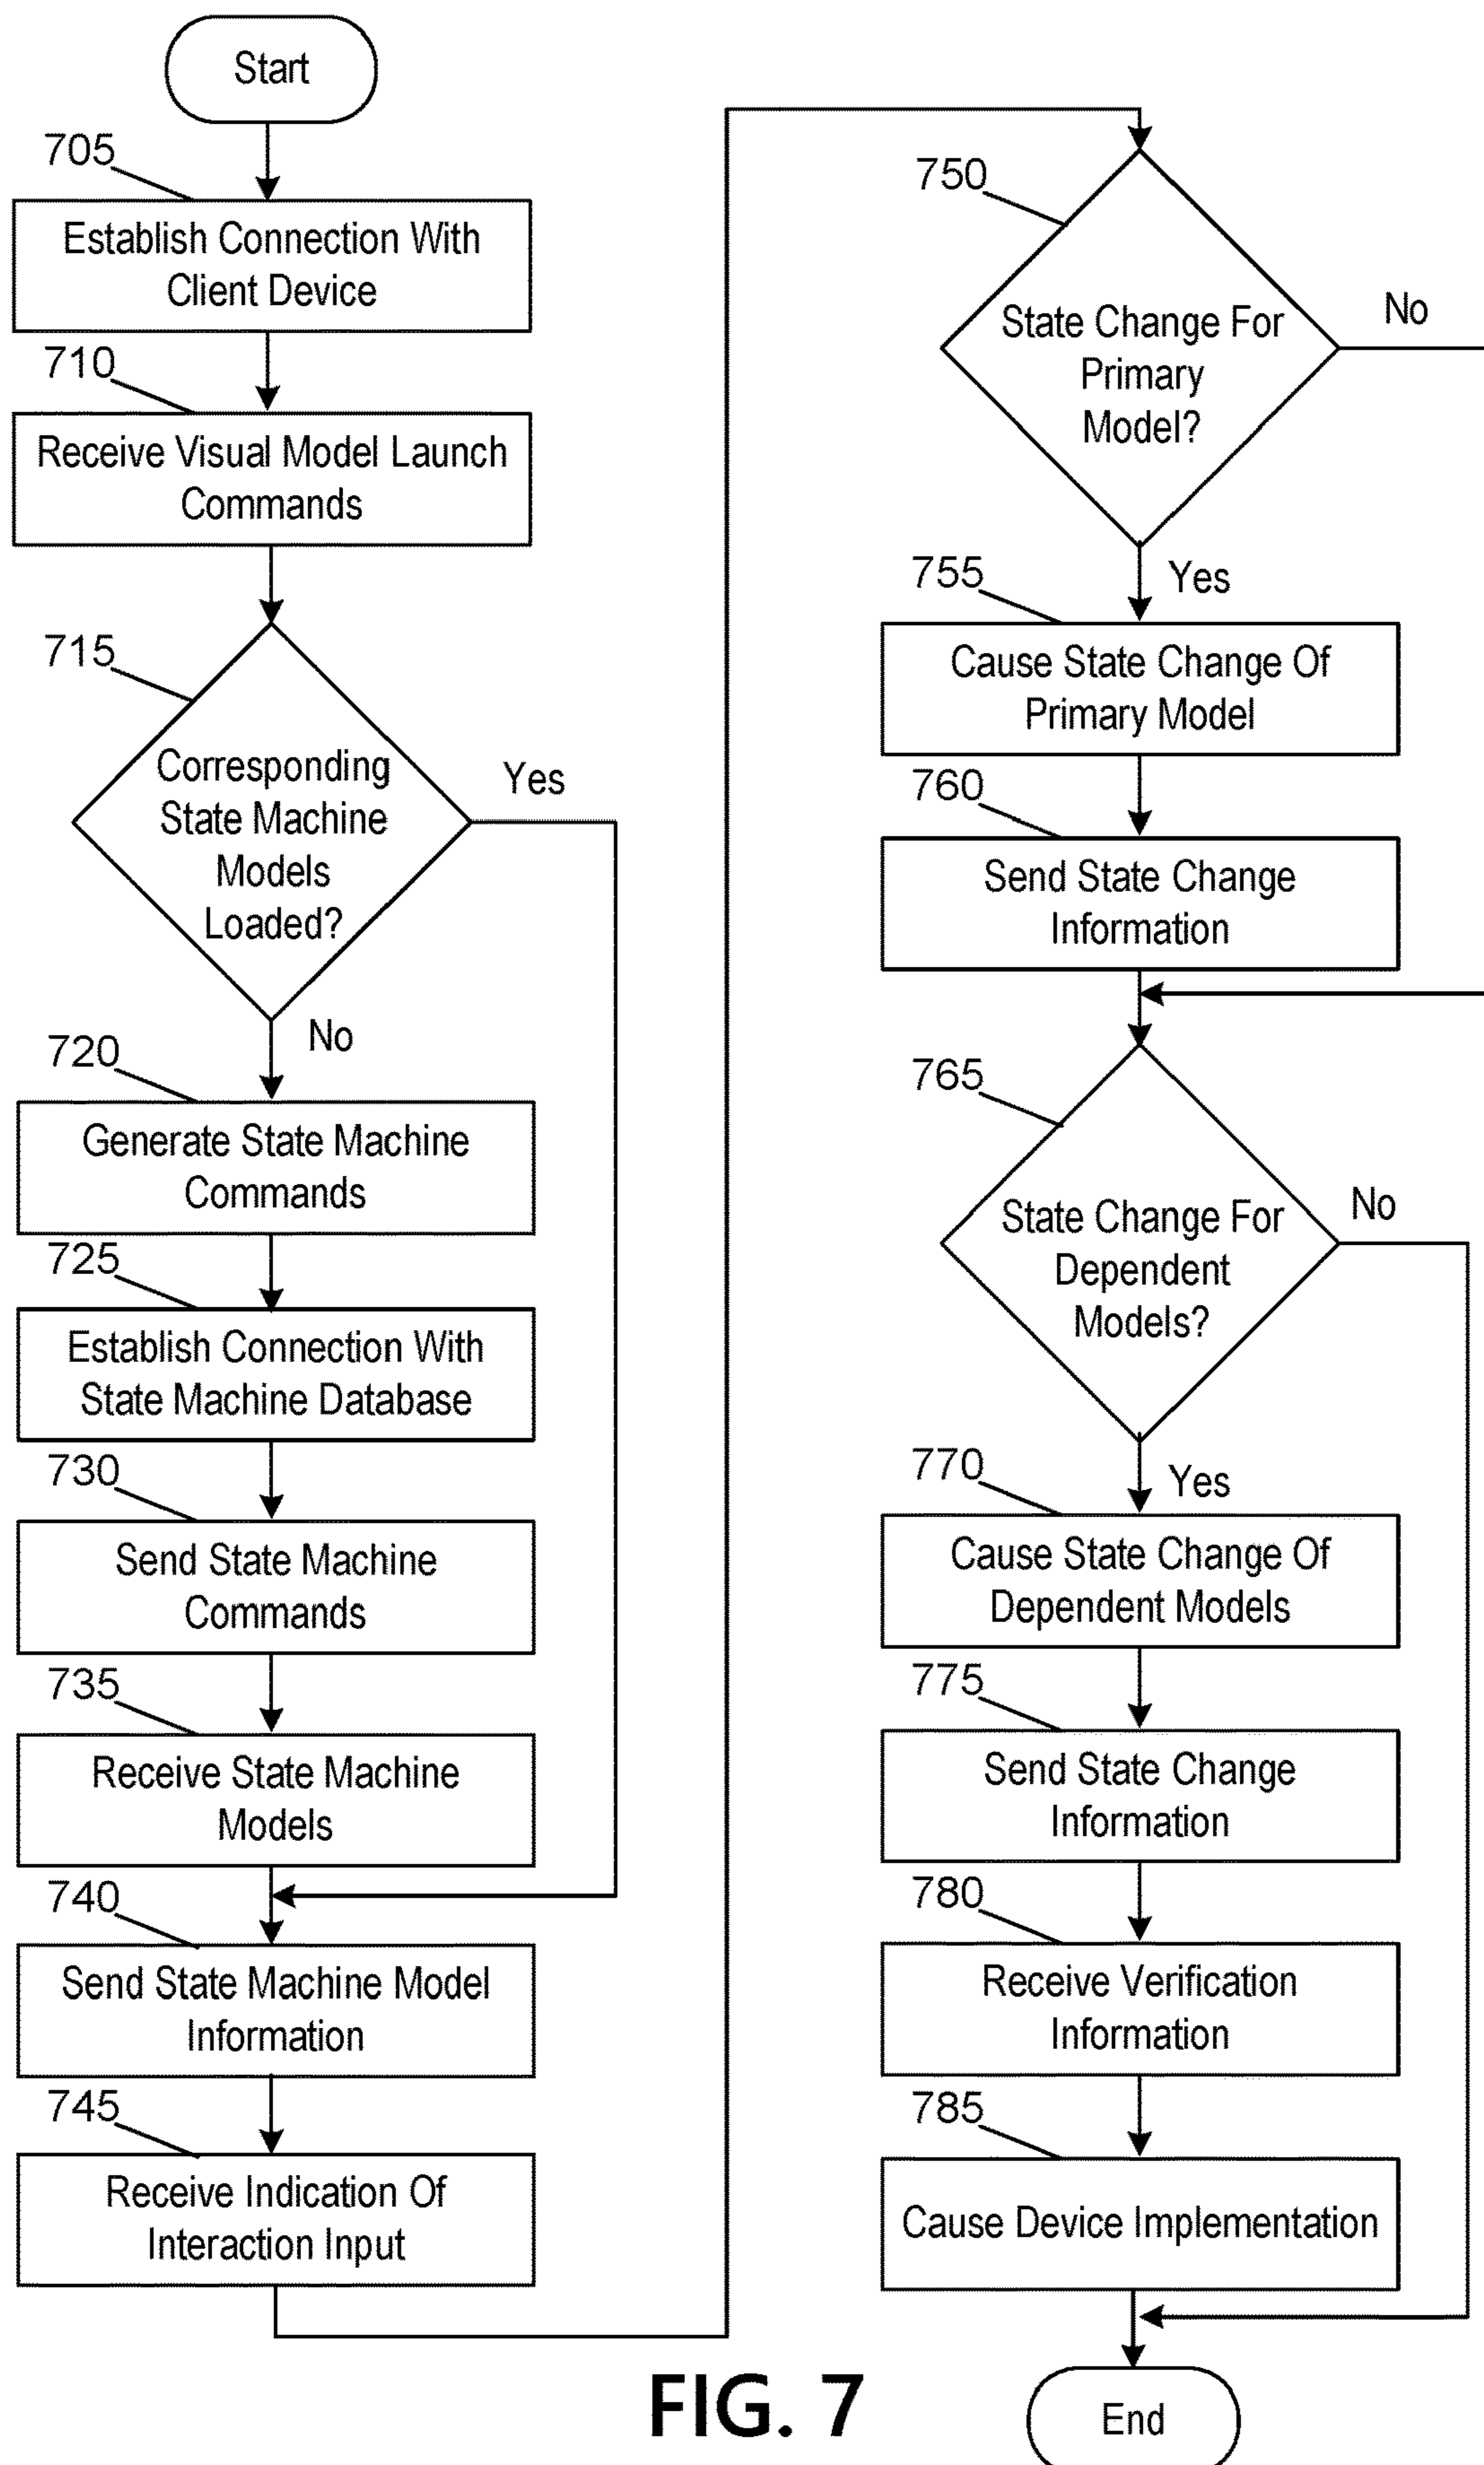 Start
705
Establish Connection With
Client Device
710
Receive Visual Model Launch
Commands
715
Corresponding
State Machine
Models
Loaded?
Yes
No
720
Generate State Machine
Commands
725
Establish Connection With
State Machine Database
730
Send State Machine
Commands
735
Receive State Machine
Models
740
Send State Machine Model
Information
745
Receive Indication Of
Interaction Input
750
State Change For
Primary
Model?
No
Yes
755
Cause State Change Of
Primary Model
760
Send State Change
Information
765
State Change For
Dependent
Models?
No
Yes
770
Cause State Change Of
Dependent Models
775
Send State Change
Information
780
Receive Verification
Information
785
Cause Device Implementation
End
FIG. 7